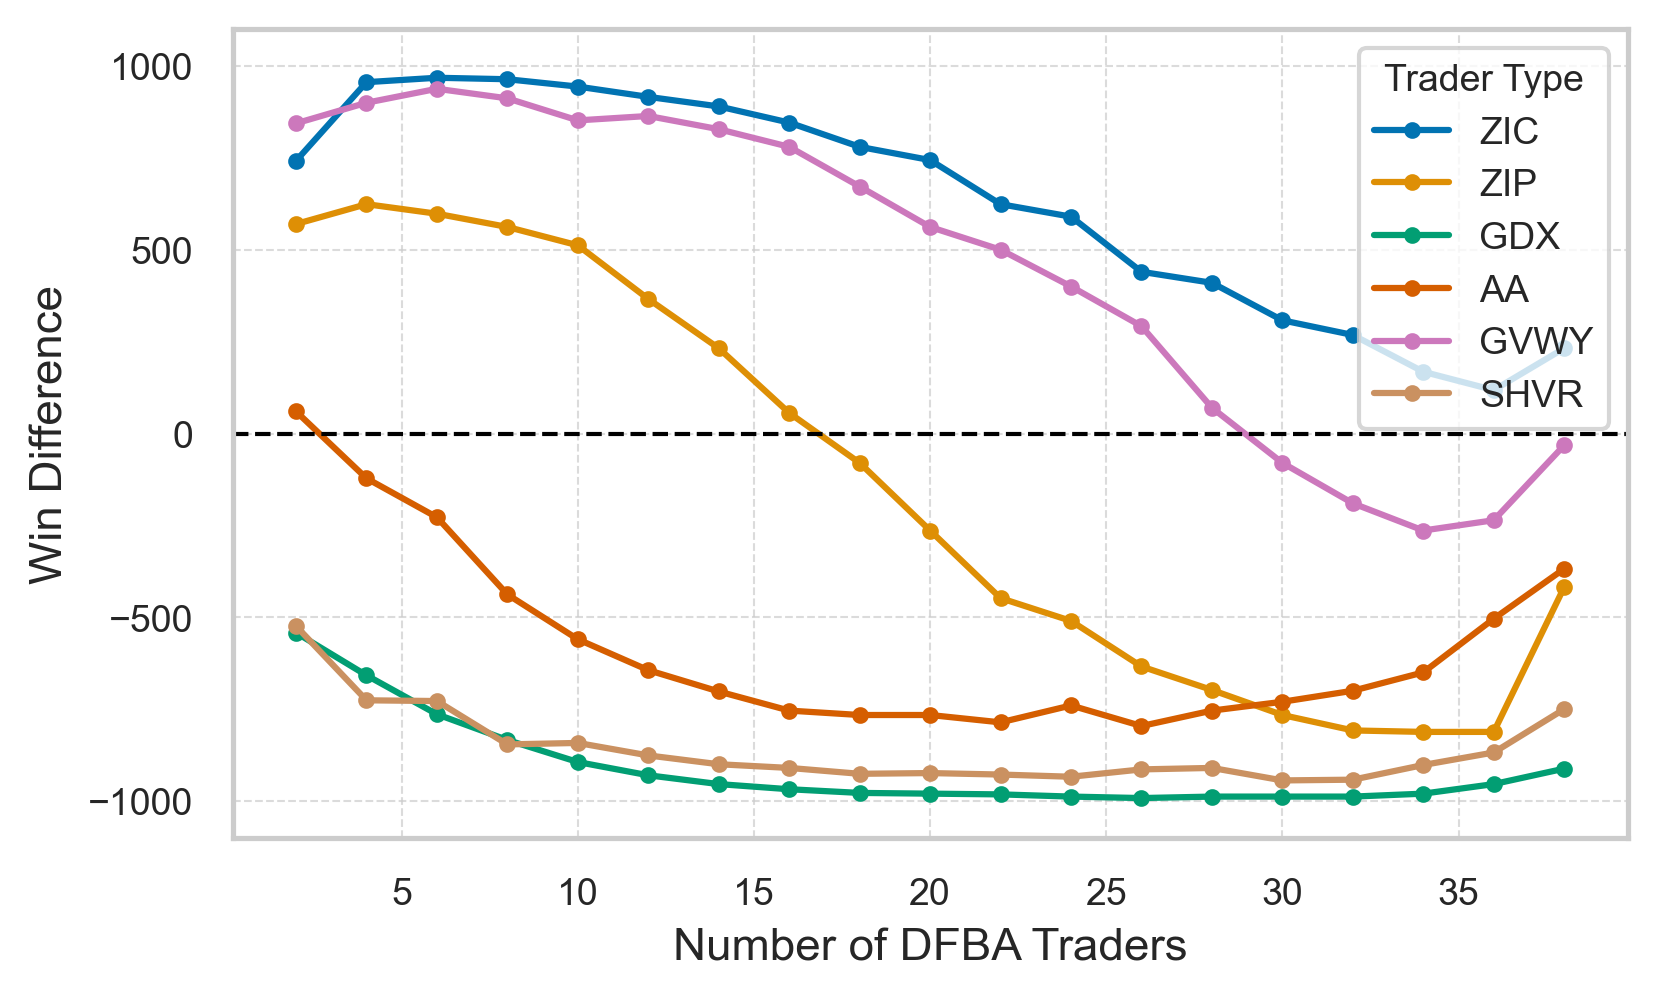 1000
500
0
−500
−1000
Win Difference
5
10
15
20
25
30
35
Number of DFBA Traders
Trader Type
ZIC
ZIP
GDX
AA
GVWY
SHVR